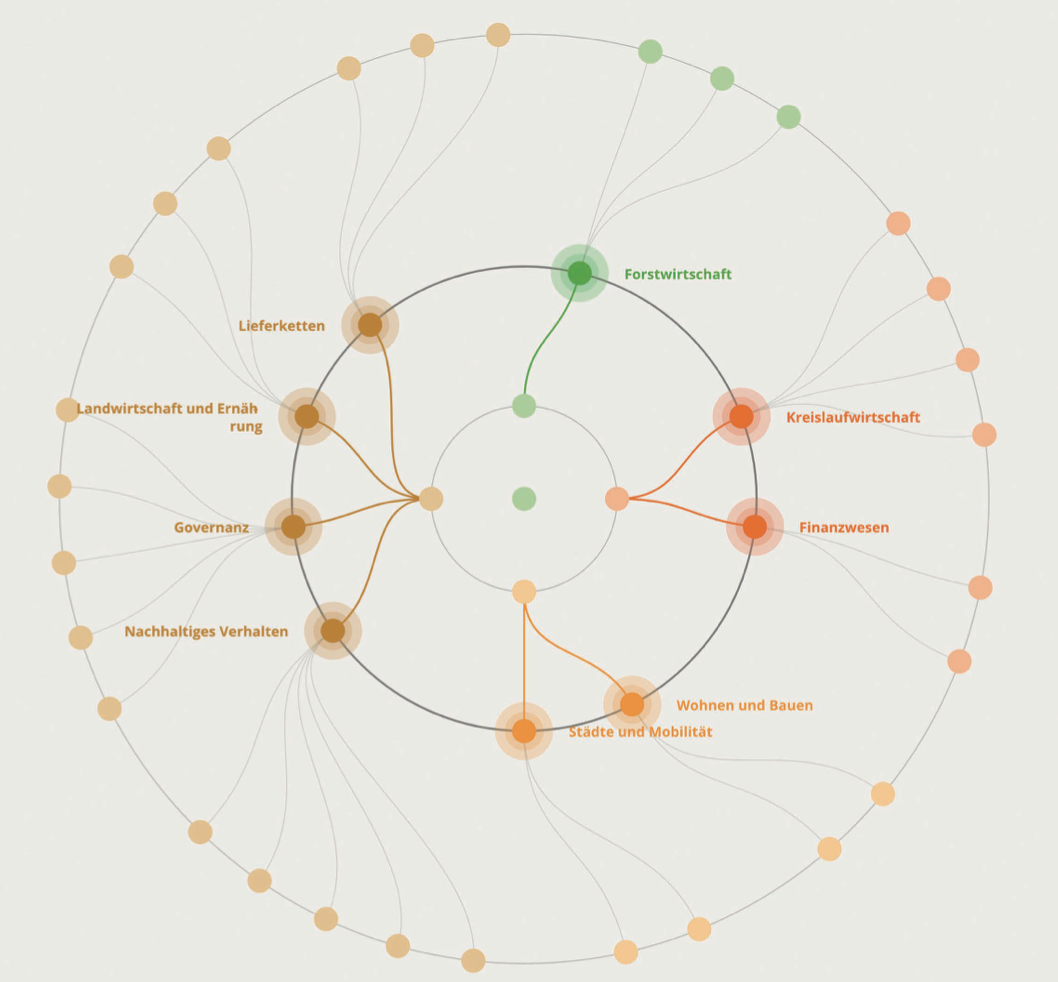 Forstwirtschaft
Lieferketten
Landwirtschaft und Ernäh
rung
Kreislaufwirtschaft
Governanz
Finanzwesen
Nachhaltiges Verhalten
Wohnen und Bauen
Städte und Mobilität